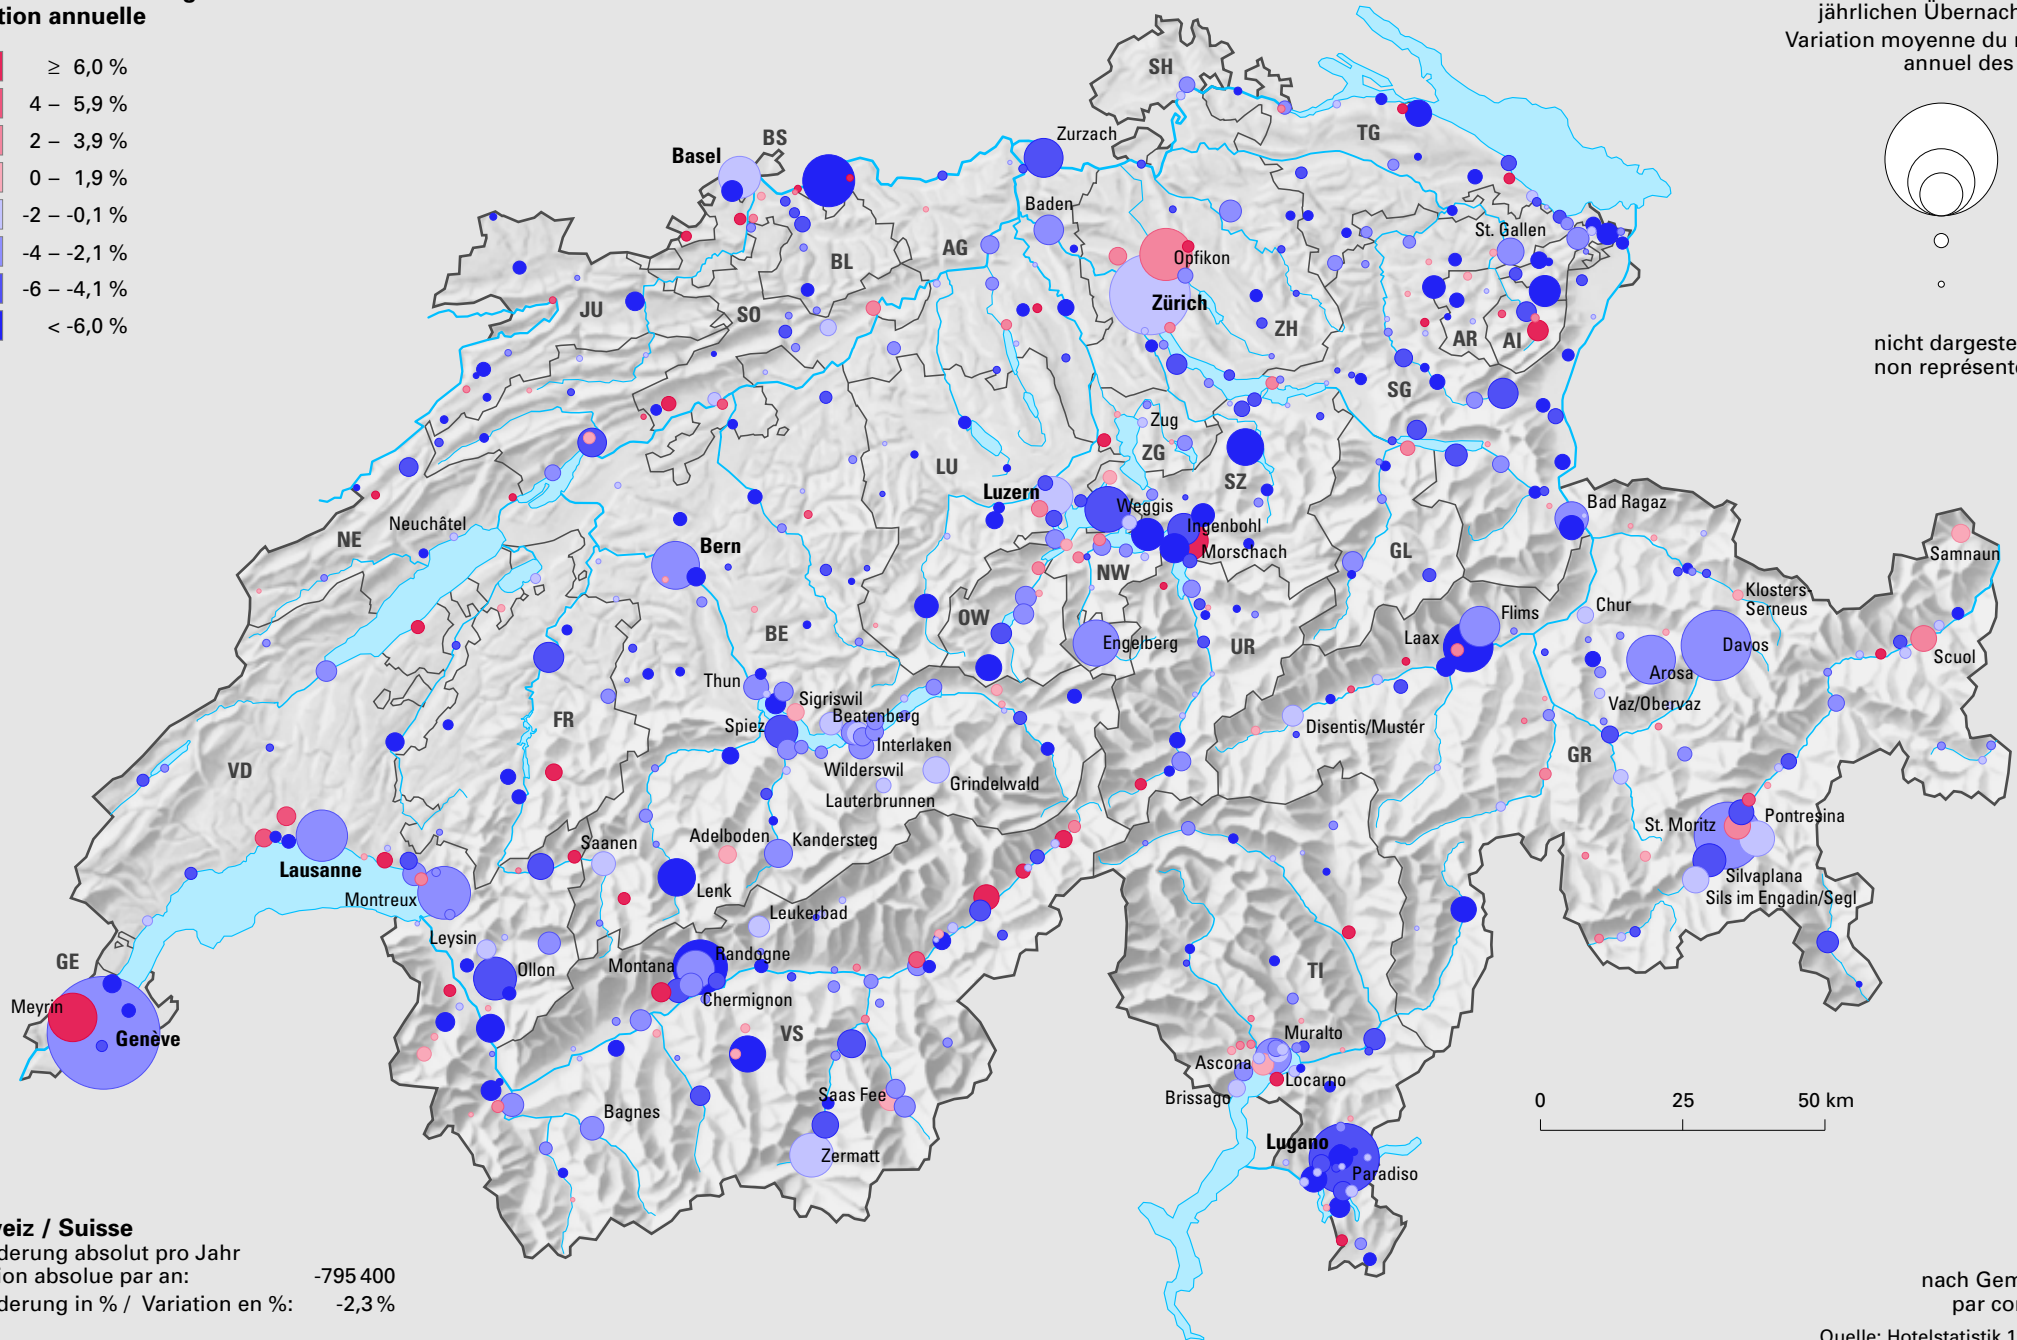 tion annuelle
≥ 6,0 %
4 – 5,9 %
2 – 3,9 %
0 – 1,9 %
-2 – -0,1 %
-4 – -2,1 %
-6 – -4,1 %
< -6,0 %
jährlichen Übernach
Variation moyenne du
annuel des
nicht dargeste
non représente
SH
BS
Basel
Zurzach
TG
Baden
St. Gallen
AG
BL
Opfikon
JU
SO
Zürich
ZH
AR
AI
SG
Zug
ZG
LU
SZ
Luzern
Weggis
Bad Ragaz
Neuchâtel
NE
Ingenbohl
Bern
Morschach
GL
Samnaun
NW
Klosters-
Serneus
Flims
Chur
OW
BE
Laax
Engelberg
UR
Davos
Scuol
Arosa
Thun
Sigriswil
Vaz/Obervaz
FR
Beatenberg
Spiez
Disentis/Mustér
Interlaken
GR
VD
Wilderswil
Grindelwald
Lauterbrunnen
Pontresina
St. Moritz
Adelboden
Kandersteg
Saanen
Lausanne
Silvaplana
Lenk
Sils im Engadin/Segl
Montreux
Leukerbad
Leysin
Randogne
GE
Montana
Ollon
TI
Chermignon
Meyrin
VS
Muralto
Genève
Ascona
Locarno
Saas Fee
Brissago
0 25 50 km
Bagnes
Lugano
Zermatt
Paradiso
eiz / Suisse
derung absolut pro Jahr
ion absolue par an: -795 400
derung in % / Variation en %: -2,3 %
nach Gem
par co
Quelle: Hotelstatistik 1